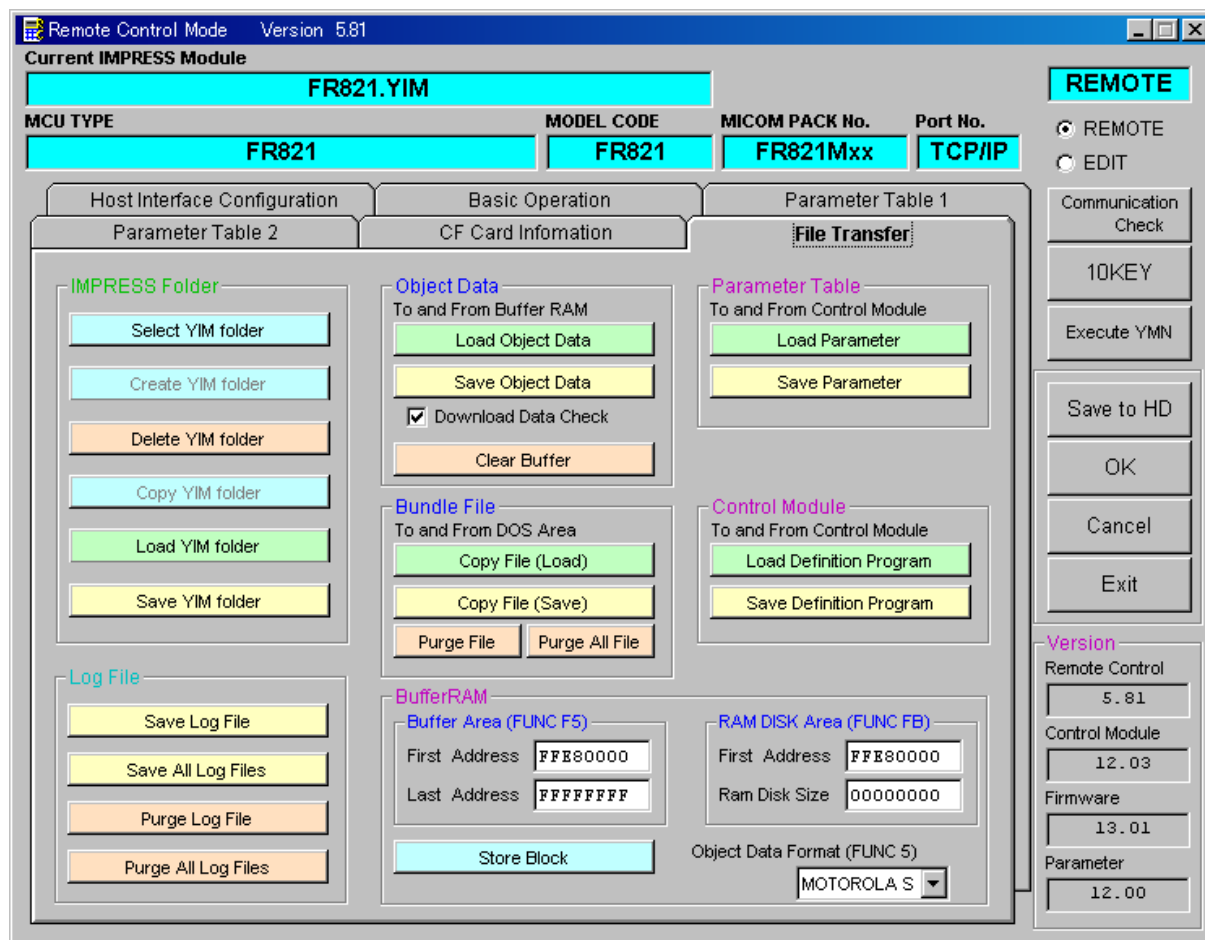 Remote Control Mode Version 5.81
Current IMPRESS Module
FR821.YIM
MCU TYPE
MODEL CODE
MICOM PACK No.
Port No.
FR821
FR821
FR821Mxx
TCP/IP
REMOTE
REMOTE
EDIT
Communication
Check
10KEY
Execute YMN
Save to HD
OK
Cancel
Exit
Host Interface Configuration
Basic Operation
Parameter Table 1
Parameter Table 2
CF Card Infomation
File Transfer
IMPRESS Folder
Select YIM folder
Create YIM folder
Delete YIM folder
Copy YIM folder
Load YIM folder
Save YIM folder
Log File
Save Log File
Save All Log Files
Purge Log File
Purge All Log Files
Object Data
To and From Buffer RAM
Load Object Data
Save Object Data
Download Data Check
Clear Buffer
Bundle File
To and From DOS Area
Copy File (Load)
Copy File (Save)
Purge File
Purge All File
Parameter Table
To and From Control Module
Load Parameter
Save Parameter
Control Module
To and From Control Module
Load Definition Program
Save Definition Program
BufferRAM
Buffer Area (FUNC F5)
First Address FFE80000
Last Address FFFFFFFF
RAM DISK Area (FUNC FB)
First Address FFE80000
Ram Disk Size 00000000
Store Block
Object Data Format (FUNC 5)
MOTOROLA S
Version
Remote Control
5.81
Control Module
12.03
Firmware
13.01
Parameter
12.00